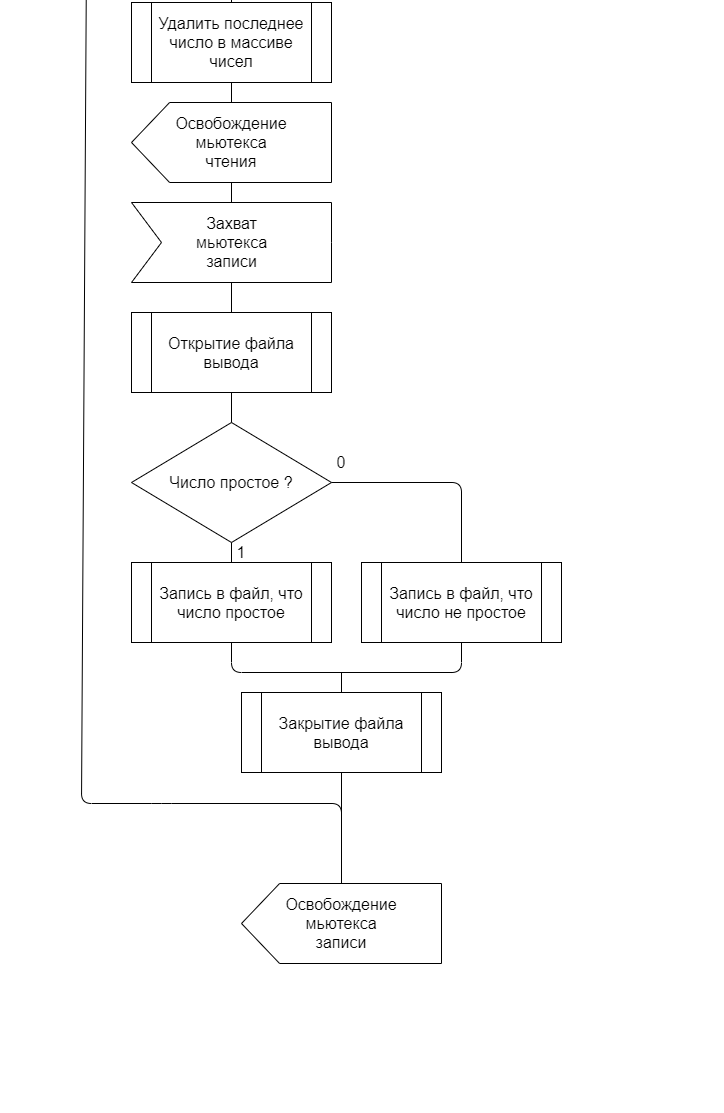 Удалить последнее
число в массиве
чисел
Освобождение
мьютекса
чтения
Захват
мьютекса
записи
Открытие файла
вывода
Число простое ?
0
1
Запись в файл, что
число простое
Запись в файл, что
число не простое
Закрытие файла
вывода
Освобождение
мьютекса
записи